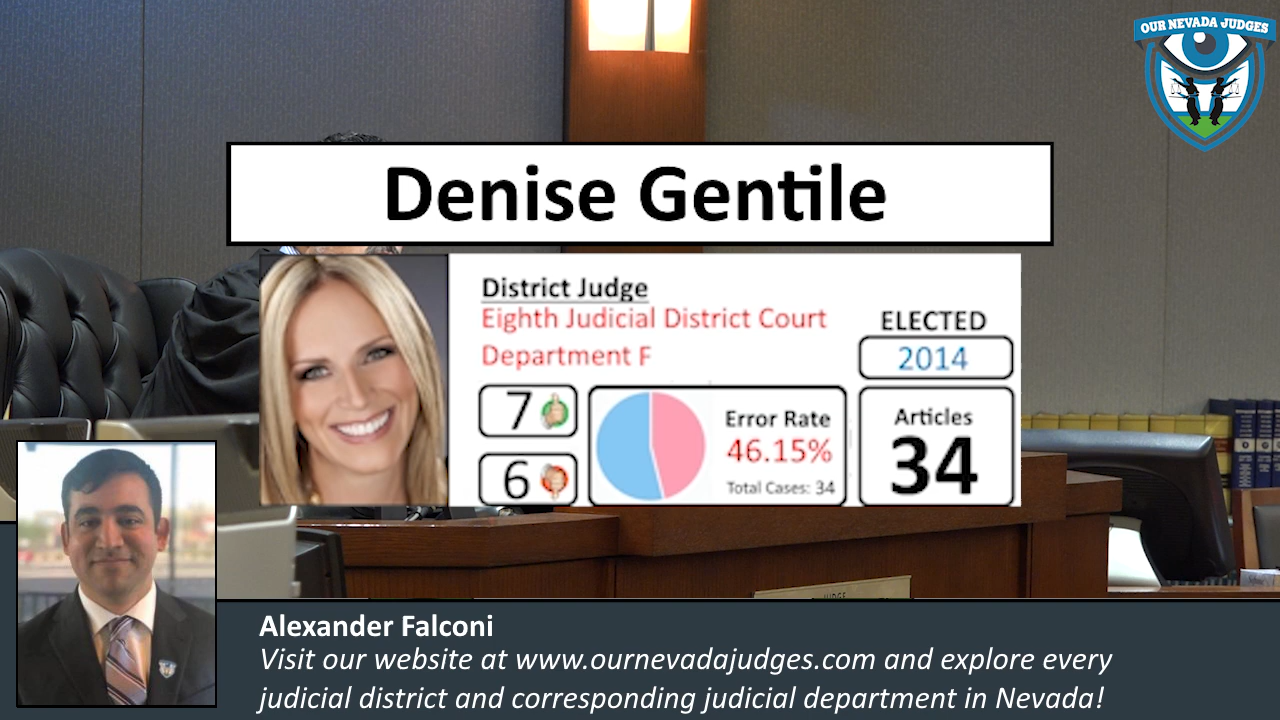 OUR NEVADA JUDGES
Denise Gentile
District Judge
Eighth Judicial District Court
Department F
ELECTED
2014
7
6
Error Rate
46.15%
Total Cases: 34
Articles
34
JUDGE
Alexander Falconi
Visit our website at www.ournevadajudges.com and explore every
judicial district and corresponding judicial department in Nevada!